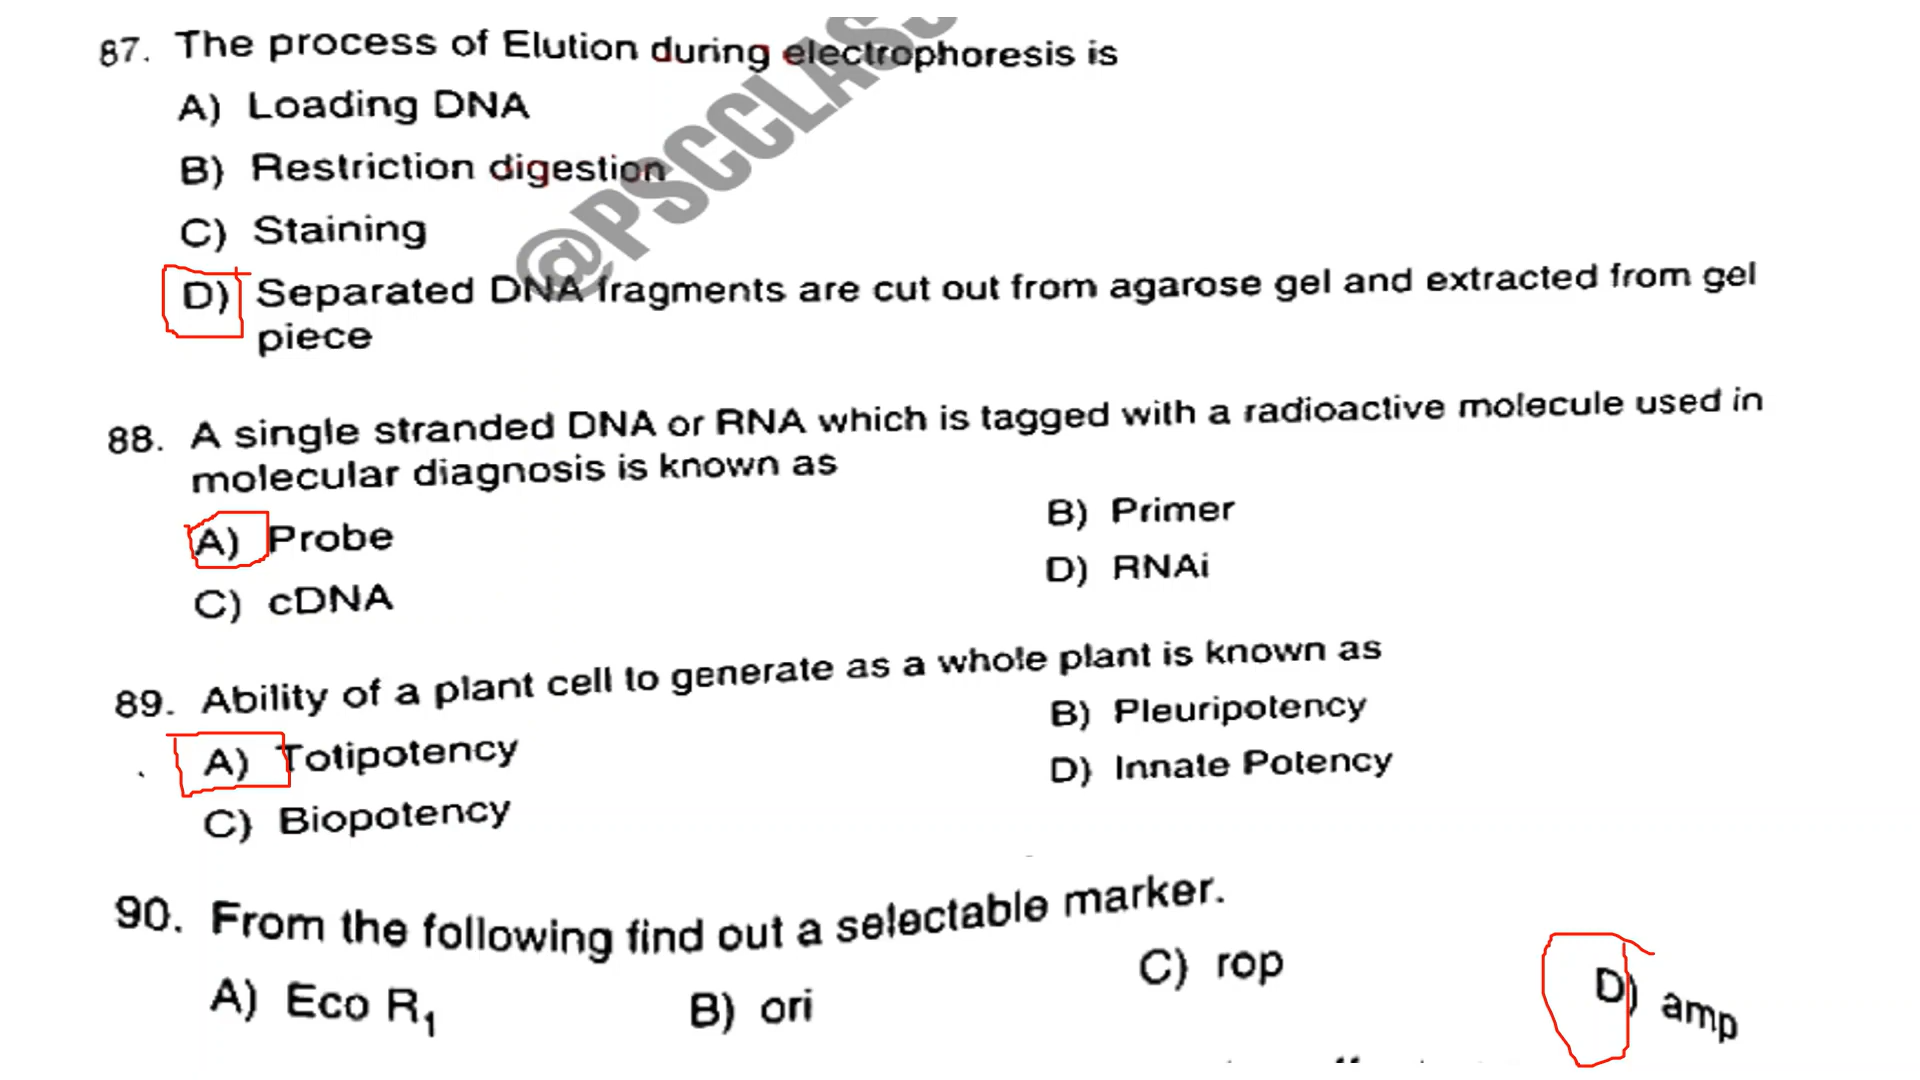 87. The process of Elution during electrophoresis is
A) Loading DNA
B) Restriction digestion
C) Staining
D) Separated DNA fragments are cut out from agarose gel and extracted from gel
piece
@PSCCLASS
88. A single stranded DNA or RNA which is tagged with a radioactive molecule used in
molecular diagnosis is known as
A) Probe
B) Primer
C) cDNA
D) RNAi
89. Ability of a plant cell to generate as a whole plant is known as
A) Totipotency
B) Pleuripotency
C) Biopotency
D) Innate Potency
90. From the following find out a selectable marker.
A) Eco R₁
B) ori
C) rop
D) amp